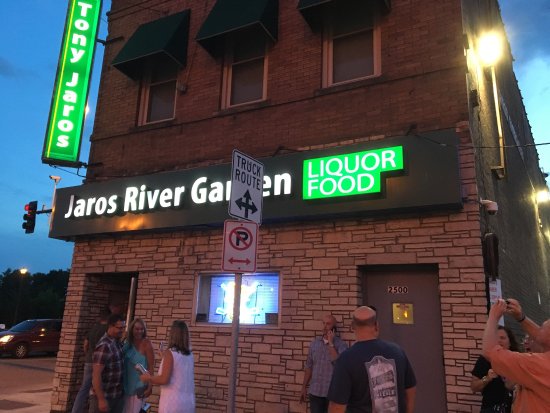 Tony Jaros
Jaros River Garden
LIQUOR
FOOD
TRUCK
ROUTE
P
2500